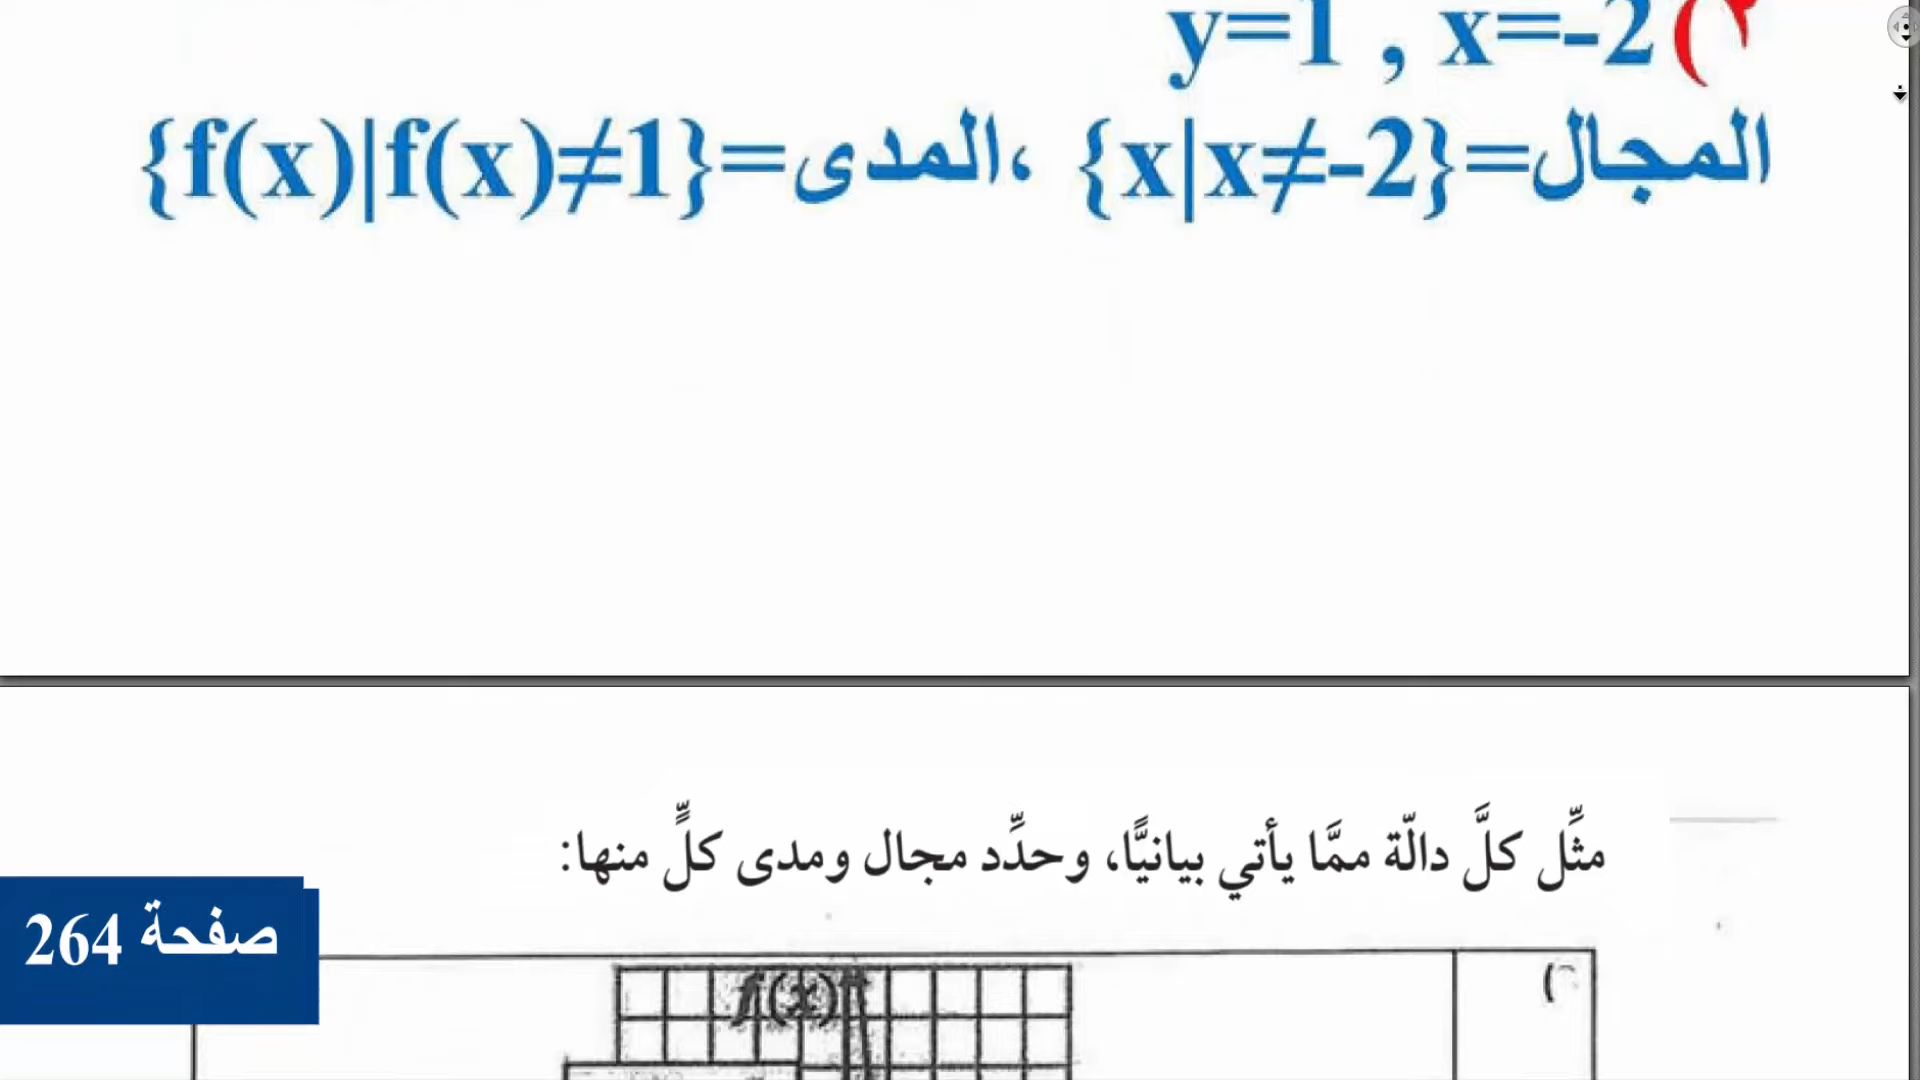 ٢) y=1 , x=-2
المجال={x|x≠-2} ،المدى={f(x)|f(x)≠1}
مثِّل كلَّ دالّة ممَّا يأتي بيانيًّا، وحدِّد مجال ومدى كلٍّ منها:
صفحة 264
f(x)